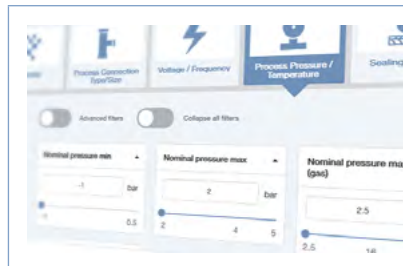 Process Connection
Type/Size
Voltage / Frequency
Process Pressure /
Temperature
Sealing
Advanced filters
Collapse all filters
Nominal pressure min
-1
bar
0.5
Nominal pressure max
2
bar
2 4 5
Nominal pressure ma
(gas)
2.5
2.5 16